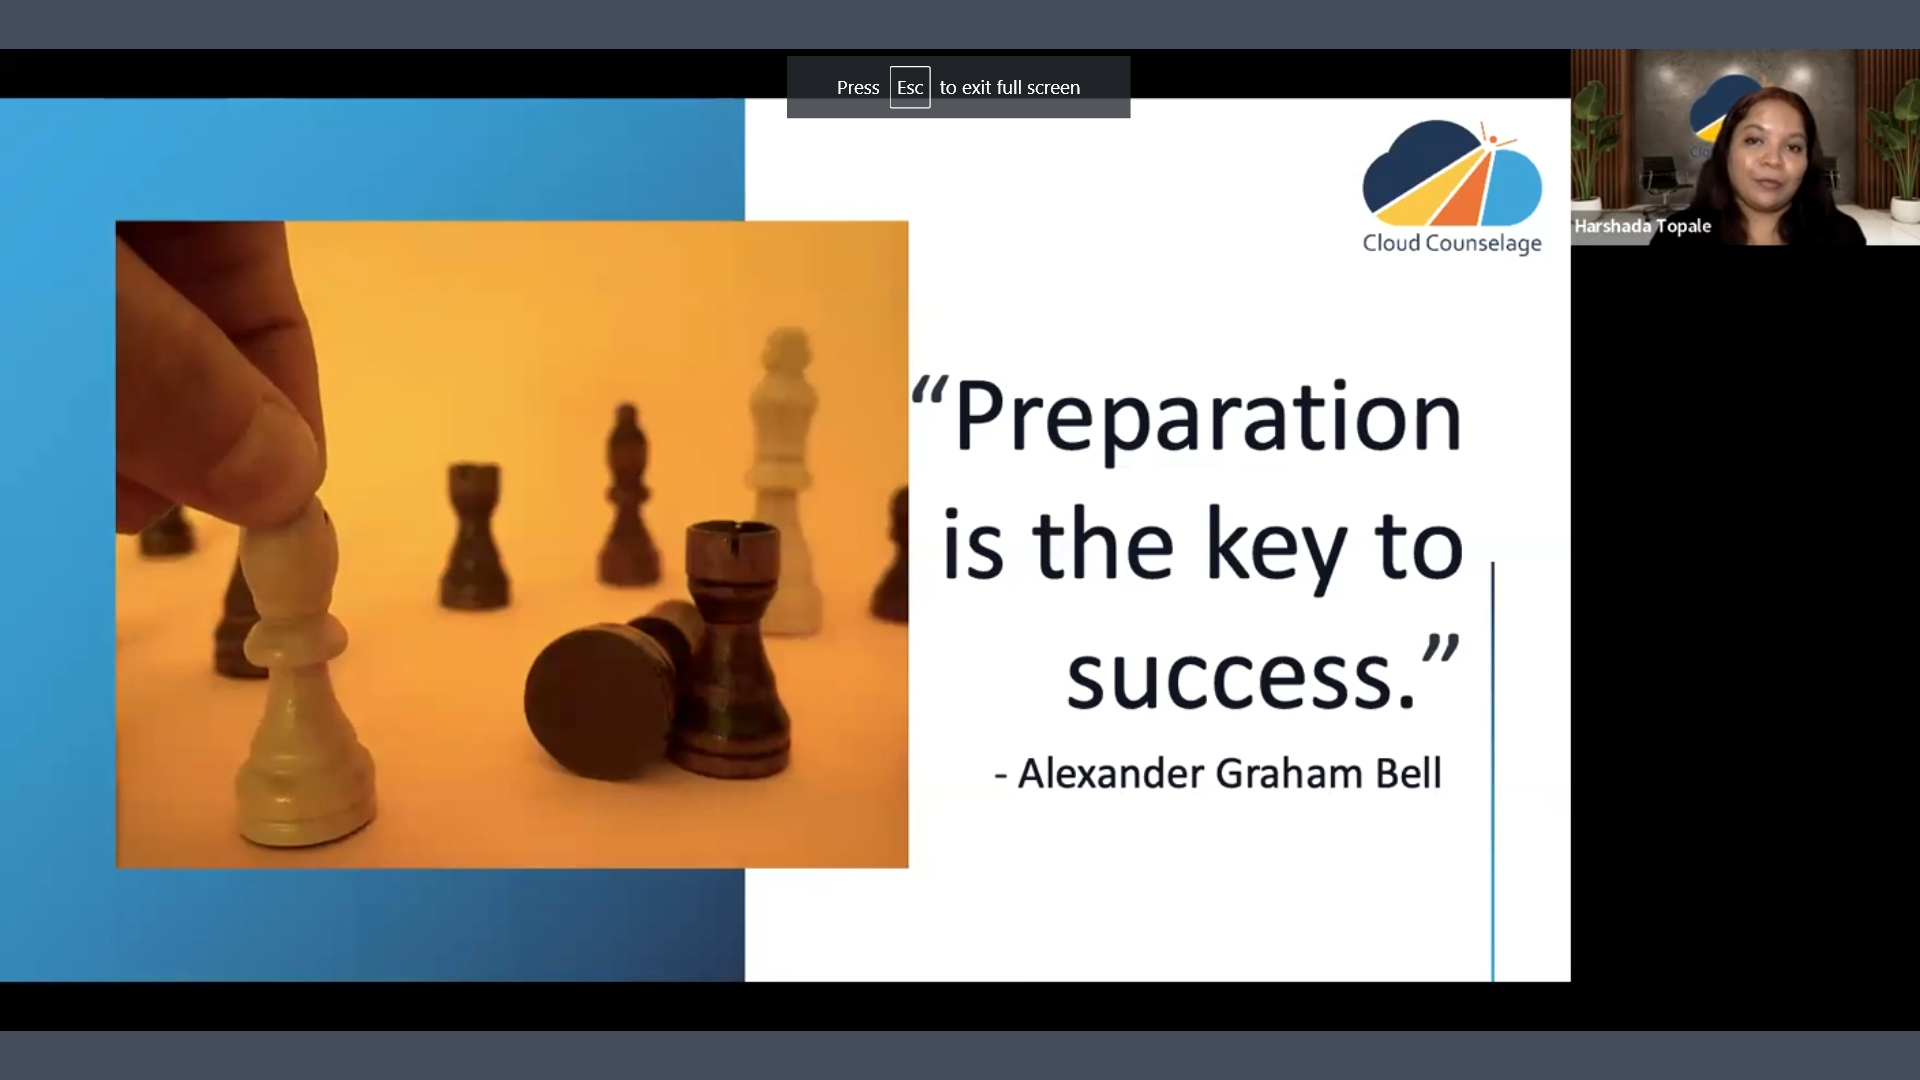 Press Esc to exit full screen
Cloud Counselage
Harshada Topale
“Preparation
is the key to
success.”
- Alexander Graham Bell